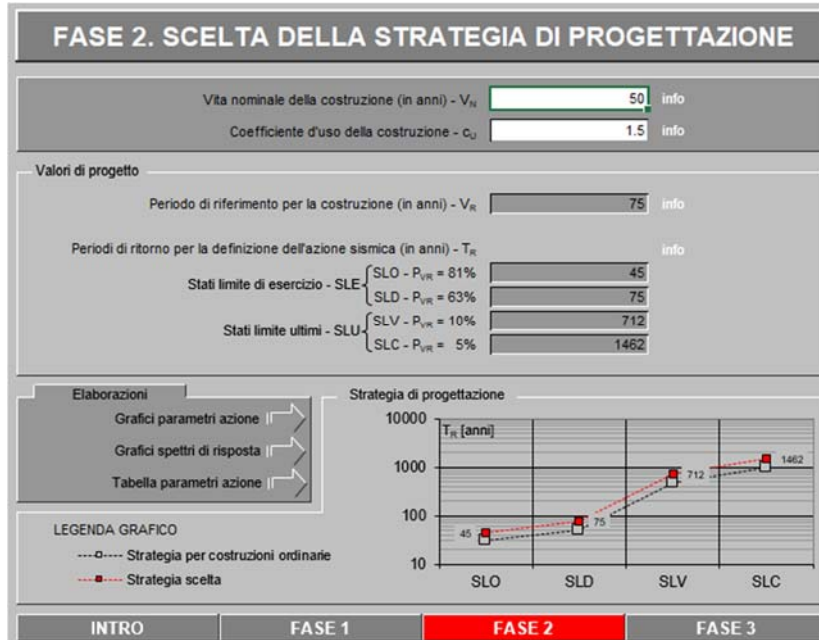 FASE 2. SCELTA DELLA STRATEGIA DI PROGETTAZIONE
Vita nominale della costruzione (in anni) - VN 50 info
Coefficiente d'uso della costruzione - cU 1.5 info
Valori di progetto
Periodo di riferimento per la costruzione (in anni) - VR 75 info
Periodi di ritorno per la definizione dell'azione sismica (in anni) - TR info
Stati limite di esercizio - SLE
SLO - PVR = 81% 45
SLD - PVR = 63% 75
Stati limite ultimi - SLU
SLV - PVR = 10% 712
SLC - PVR = 5% 1462
Elaborazioni
Grafici parametri azione
Grafici spettri di risposta
Tabella parametri azione
LEGENDA GRAFICO
Strategia per costruzioni ordinarie
Strategia scelta
Strategia di progettazione
TR [anni]
10000
1000
100
10
45
75
712
1462
SLO SLD SLV SLC
INTRO FASE 1 FASE 2 FASE 3